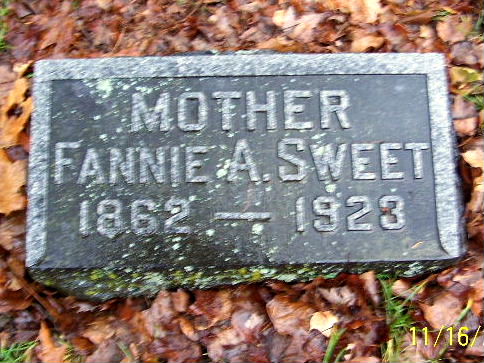 MOTHER
FANNIE A. SWEET
1862 — 1923
11/16/